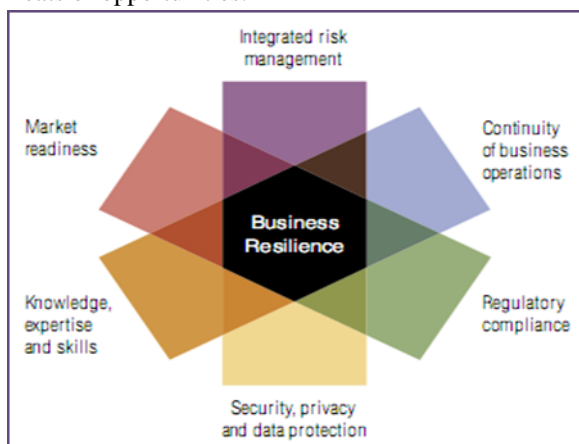 opportunities.
Integrated risk
management
Market
readiness
Continuity
of business
operations
Business
Resilience
Knowledge,
expertise
and skills
Regulatory
compliance
Security, privacy
and data protection